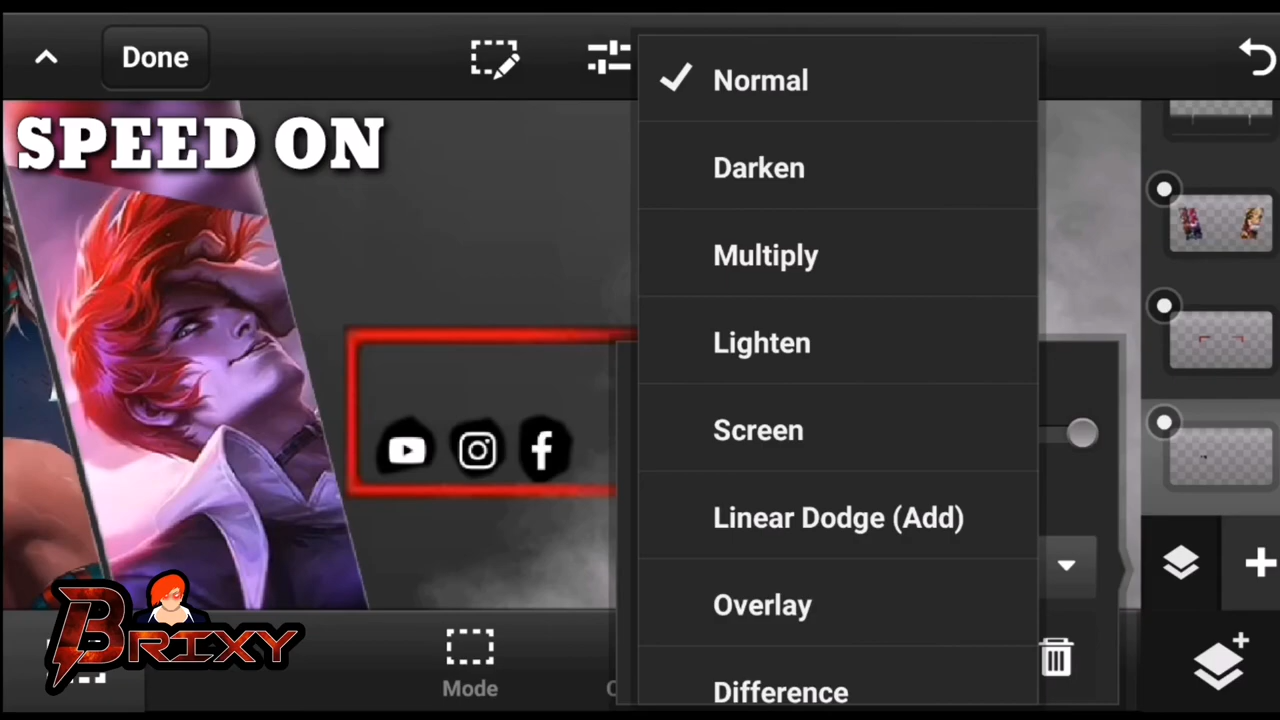 Done
Normal
SPEED ON
Darken
Multiply
Lighten
Screen
Linear Dodge (Add)
Overlay
BRIXY
Mode
Difference